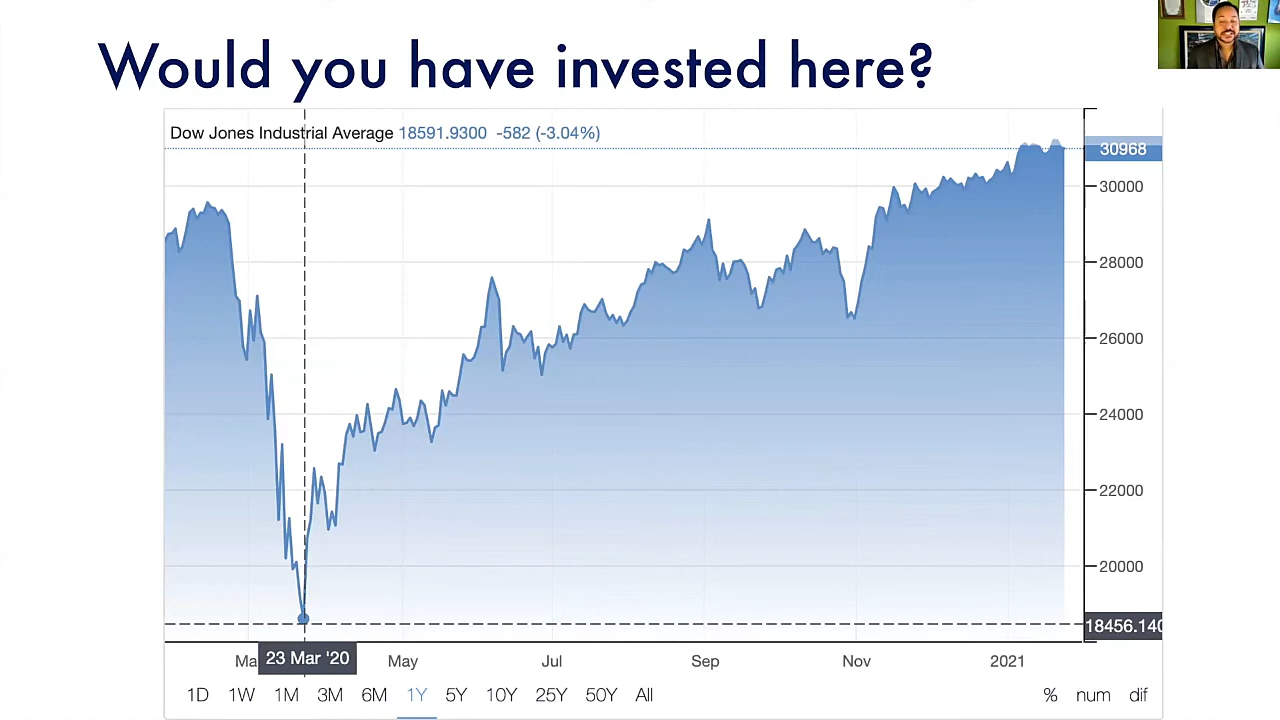 Would you have invested here?
Dow Jones Industrial Average 18591.9300 -582 (-3.04%)
30968
30000
28000
26000
24000
22000
20000
18456.140
Ma 23 Mar '20 May Jul Sep Nov 2021
1D 1W 1M 3M 6M 1Y 5Y 10Y 25Y 50Y All % num dif